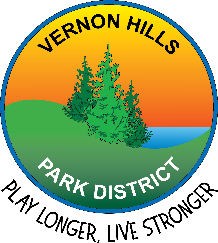 VERNON HILLS
PARK DISTRICT
PLAY LONGER, LIVE STRONGER